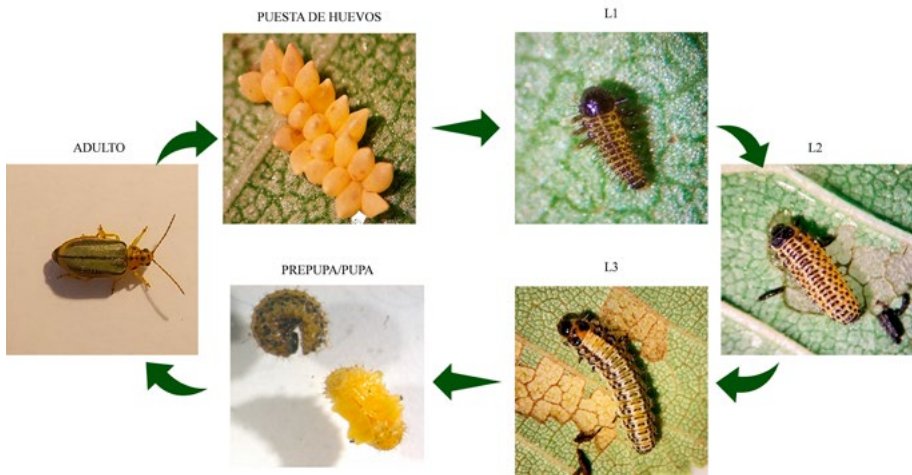 PUESTA DE HUEVOS
L1
ADULTO
L2
PREPUPA/PUPA
L3